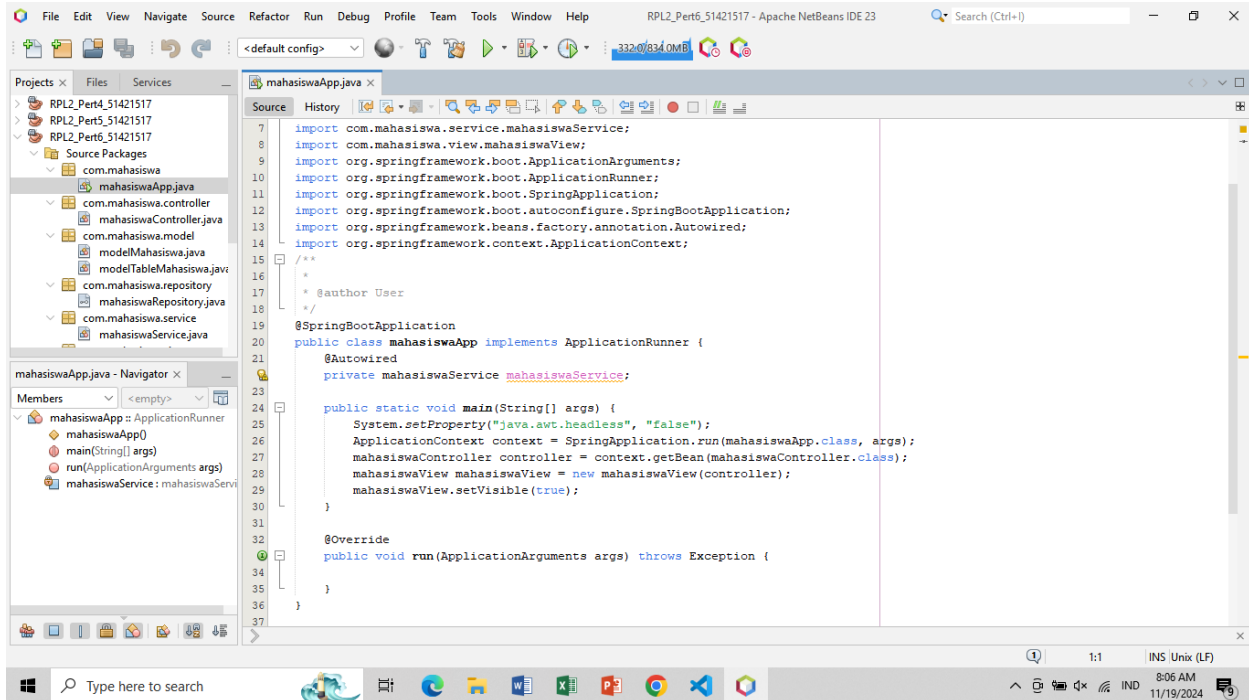 File Edit View Navigate Source Refactor Run Debug Profile Team Tools Window Help RPL2_Pert6_51421517 - Apache NetBeans IDE 23 Search (Ctrl+I)
<default config> 332.0/834.0MB
Projects Files Services
RPL2_Pert4_51421517
RPL2_Pert5_51421517
RPL2_Pert6_51421517
Source Packages
com.mahasiswa
mahasiswaApp.java
com.mahasiswa.controller
mahasiswaController.java
com.mahasiswa.model
modelMahasiswa.java
modelTableMahasiswa.java
com.mahasiswa.repository
mahasiswaRepository.java
com.mahasiswa.service
mahasiswaService.java
mahasiswaApp.java - Navigator
Members <empty>
mahasiswaApp :: ApplicationRunner
mahasiswaApp()
main(String[] args)
run(ApplicationArguments args)
mahasiswaService : mahasiswaServi
mahasiswaApp.java
Source History
7 import com.mahasiswa.service.mahasiswaService;
8 import com.mahasiswa.view.mahasiswaView;
9 import org.springframework.boot.ApplicationArguments;
10 import org.springframework.boot.ApplicationRunner;
11 import org.springframework.boot.SpringApplication;
12 import org.springframework.boot.autoconfigure.SpringBootApplication;
13 import org.springframework.beans.factory.annotation.Autowired;
14 import org.springframework.context.ApplicationContext;
15 /**
16 *
17 * @author User
18 */
19 @SpringBootApplication
20 public class mahasiswaApp implements ApplicationRunner {
21 @Autowired
private mahasiswaService mahasiswaService;
23
24 public static void main(String[] args) {
25 System.setProperty("java.awt.headless", "false");
26 ApplicationContext context = SpringApplication.run(mahasiswaApp.class, args);
27 mahasiswaController controller = context.getBean(mahasiswaController.class);
28 mahasiswaView mahasiswaView = new mahasiswaView(controller);
29 mahasiswaView.setVisible(true);
30 }
31
32 @Override
public void run(ApplicationArguments args) throws Exception {
34
35 }
36 }
37
1 1:1 INS Unix (LF)
Type here to search
IND 8:06 AM
11/19/2024 9